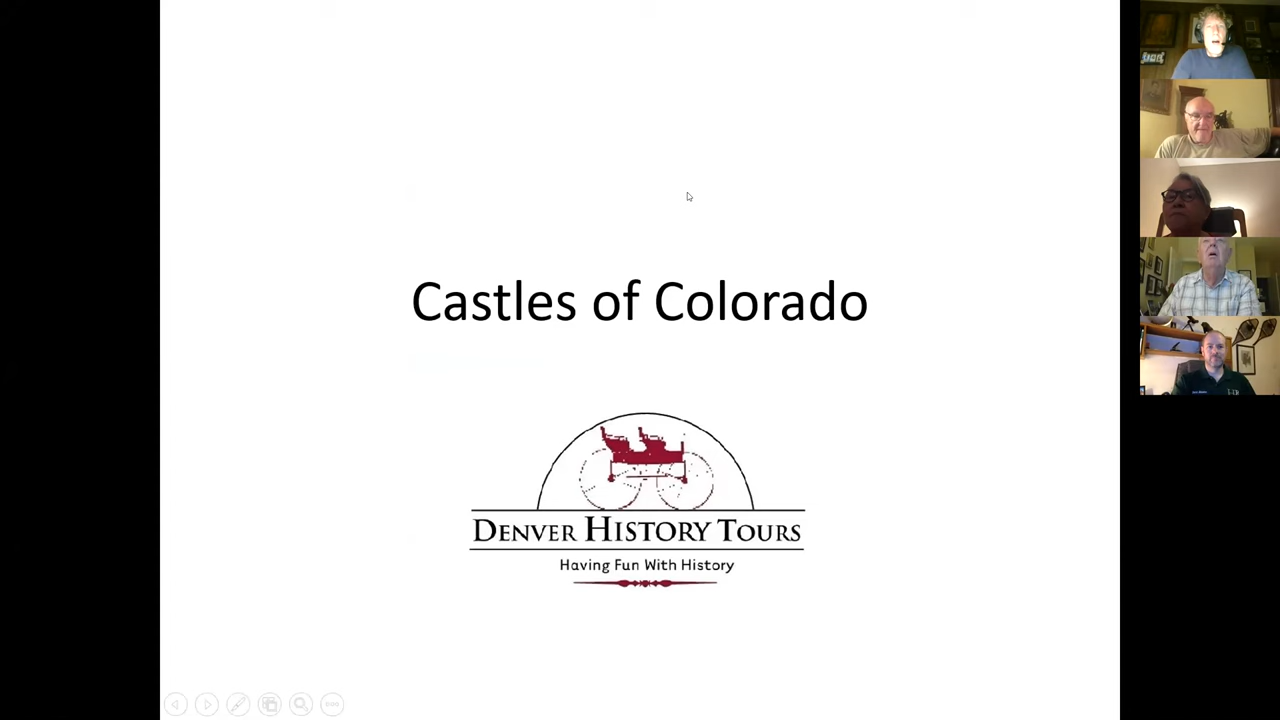 Castles of Colorado
DENVER HISTORY TOURS
Having Fun With History